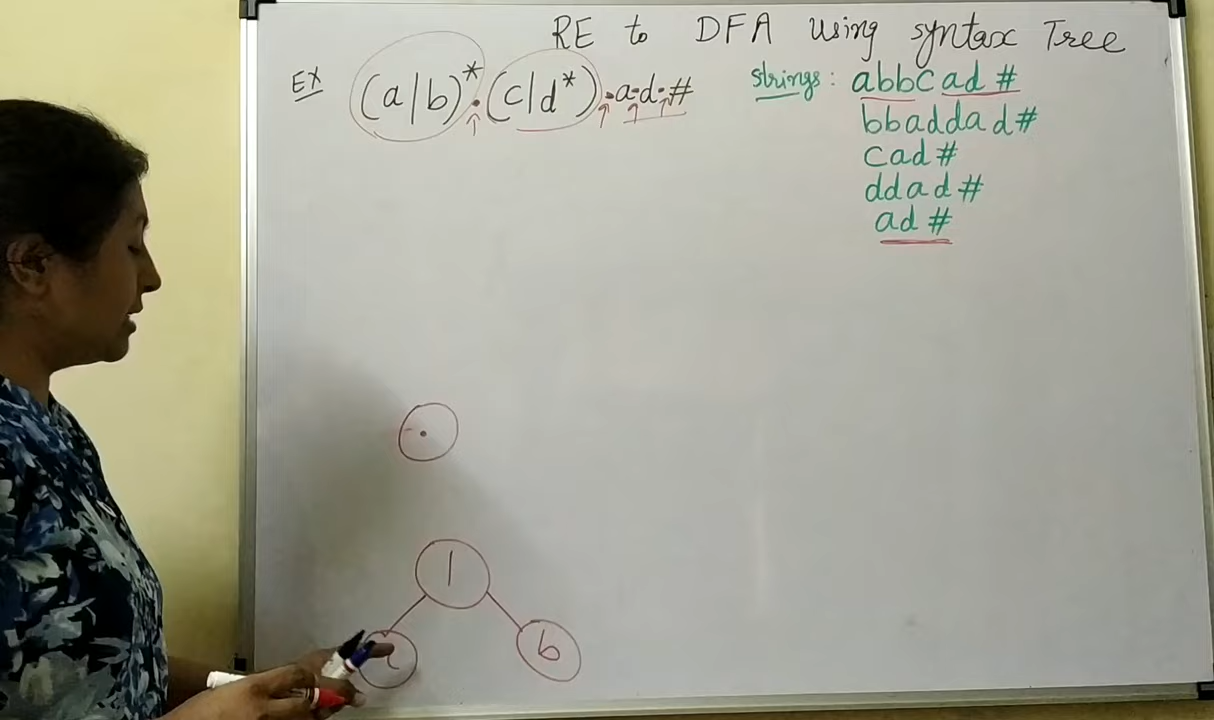 RE to DFA using syntax Tree
Ex (a|b)*.(c|d*).a.d.#
strings: abbcad#
bbaddad#
cad#
ddad#
ad#
.
|
b